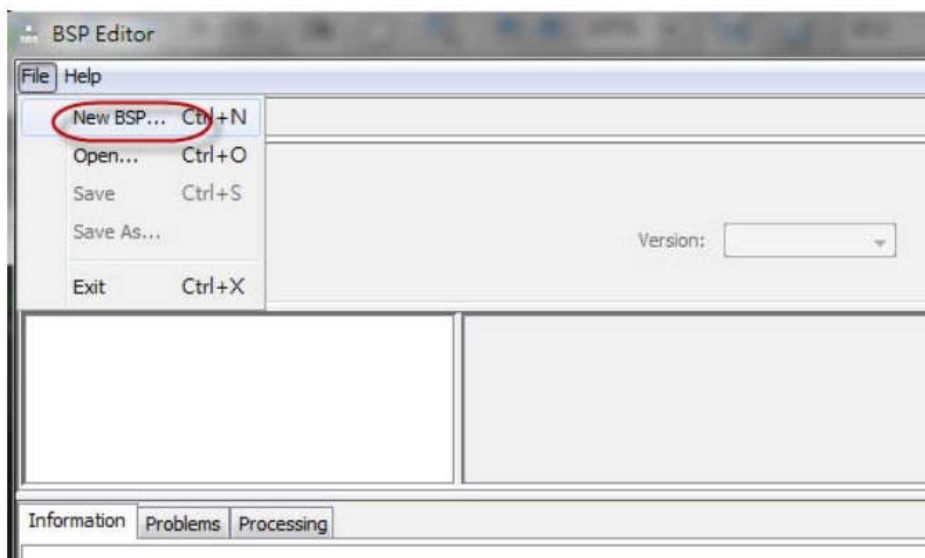 BSP Editor
File Help
New BSP... Ctrl+N
Open... Ctrl+O
Save Ctrl+S
Save As...
Version:
Exit Ctrl+X
Information Problems Processing